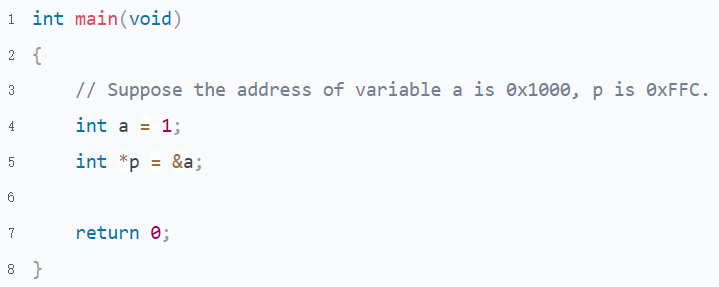 1 int main(void)
2 {
3     // Suppose the address of variable a is 0x1000, p is 0xFFC.
4     int a = 1;
5     int *p = &a;
6
7     return 0;
8 }